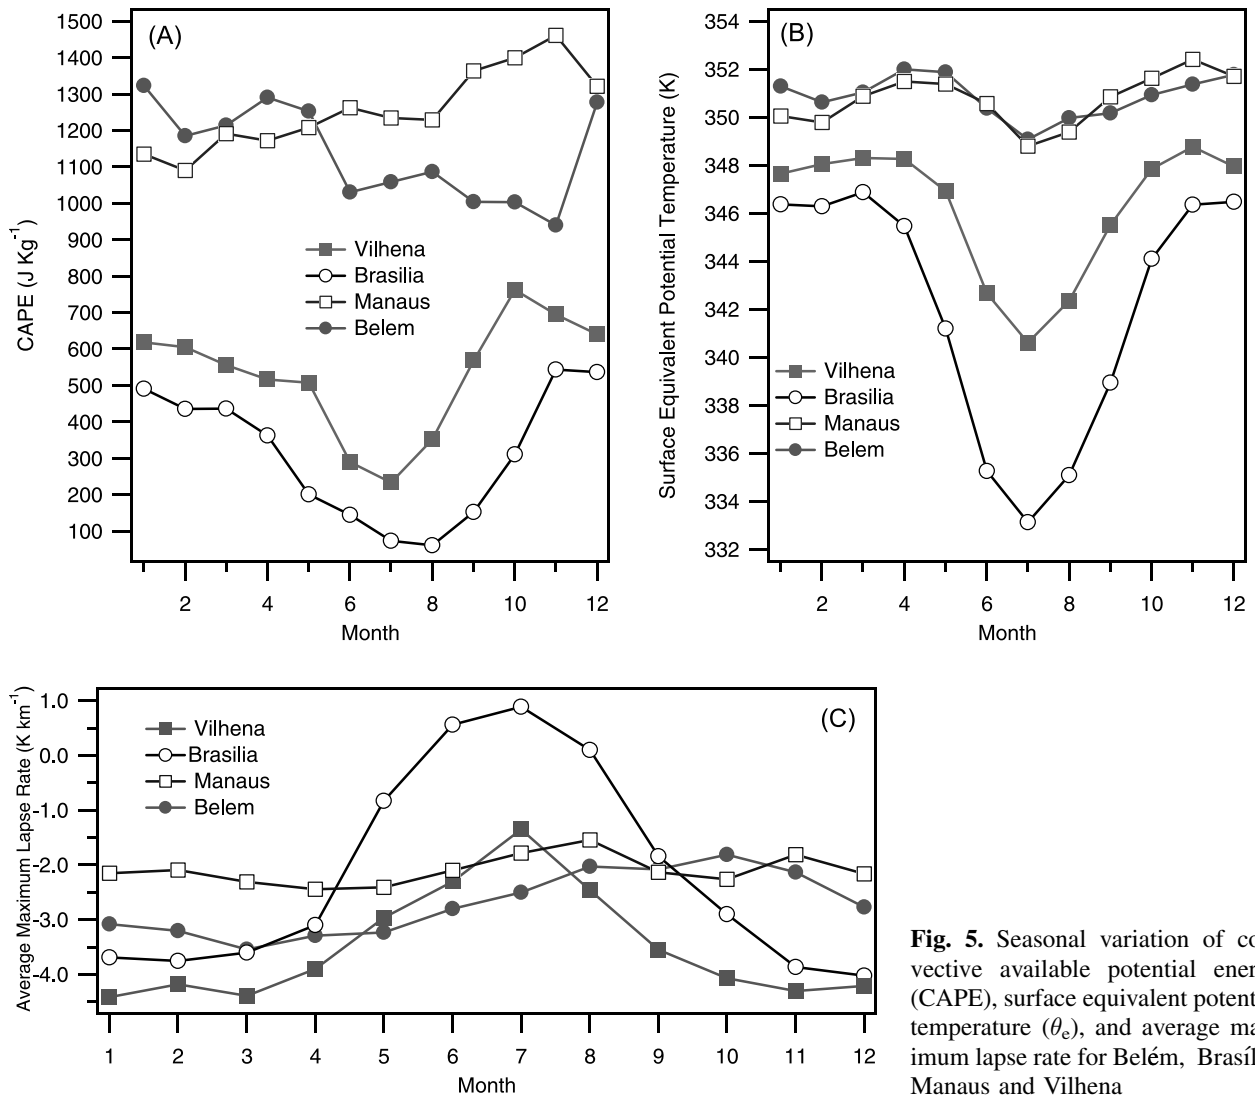 (A)
1500
1400
1300
1200
1100
1000
900
800
700
600
500
400
300
200
100
CAPE (J Kg-1)
Vilhena
Brasilia
Manaus
Belem
2 4 6 8 10 12
Month
(B)
354
352
350
348
346
344
342
340
338
336
334
332
Surface Equivalent Potential Temperature (K)
Vilhena
Brasilia
Manaus
Belem
2 4 6 8 10 12
Month
(C)
1.0
0.0
-1.0
-2.0
-3.0
-4.0
Average Maximum Lapse Rate (K km-1)
Vilhena
Brasilia
Manaus
Belem
1 2 3 4 5 6 7 8 9 10 11 12
Month
Fig. 5. Seasonal variation of co
vective available potential ener
(CAPE), surface equivalent potent
temperature (θe), and average ma
imum lapse rate for Belém, Brasíl
Manaus and Vilhena